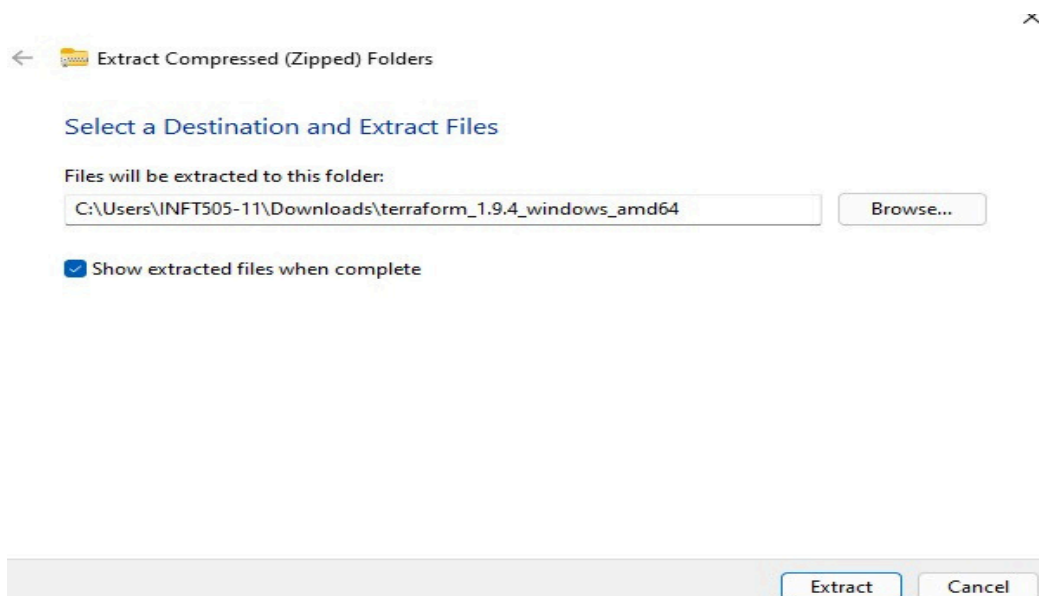 Extract Compressed (Zipped) Folders
Select a Destination and Extract Files
Files will be extracted to this folder:
C:\Users\INFT505-11\Downloads\terraform_1.9.4_windows_amd64 Browse...
Show extracted files when complete
Extract Cancel